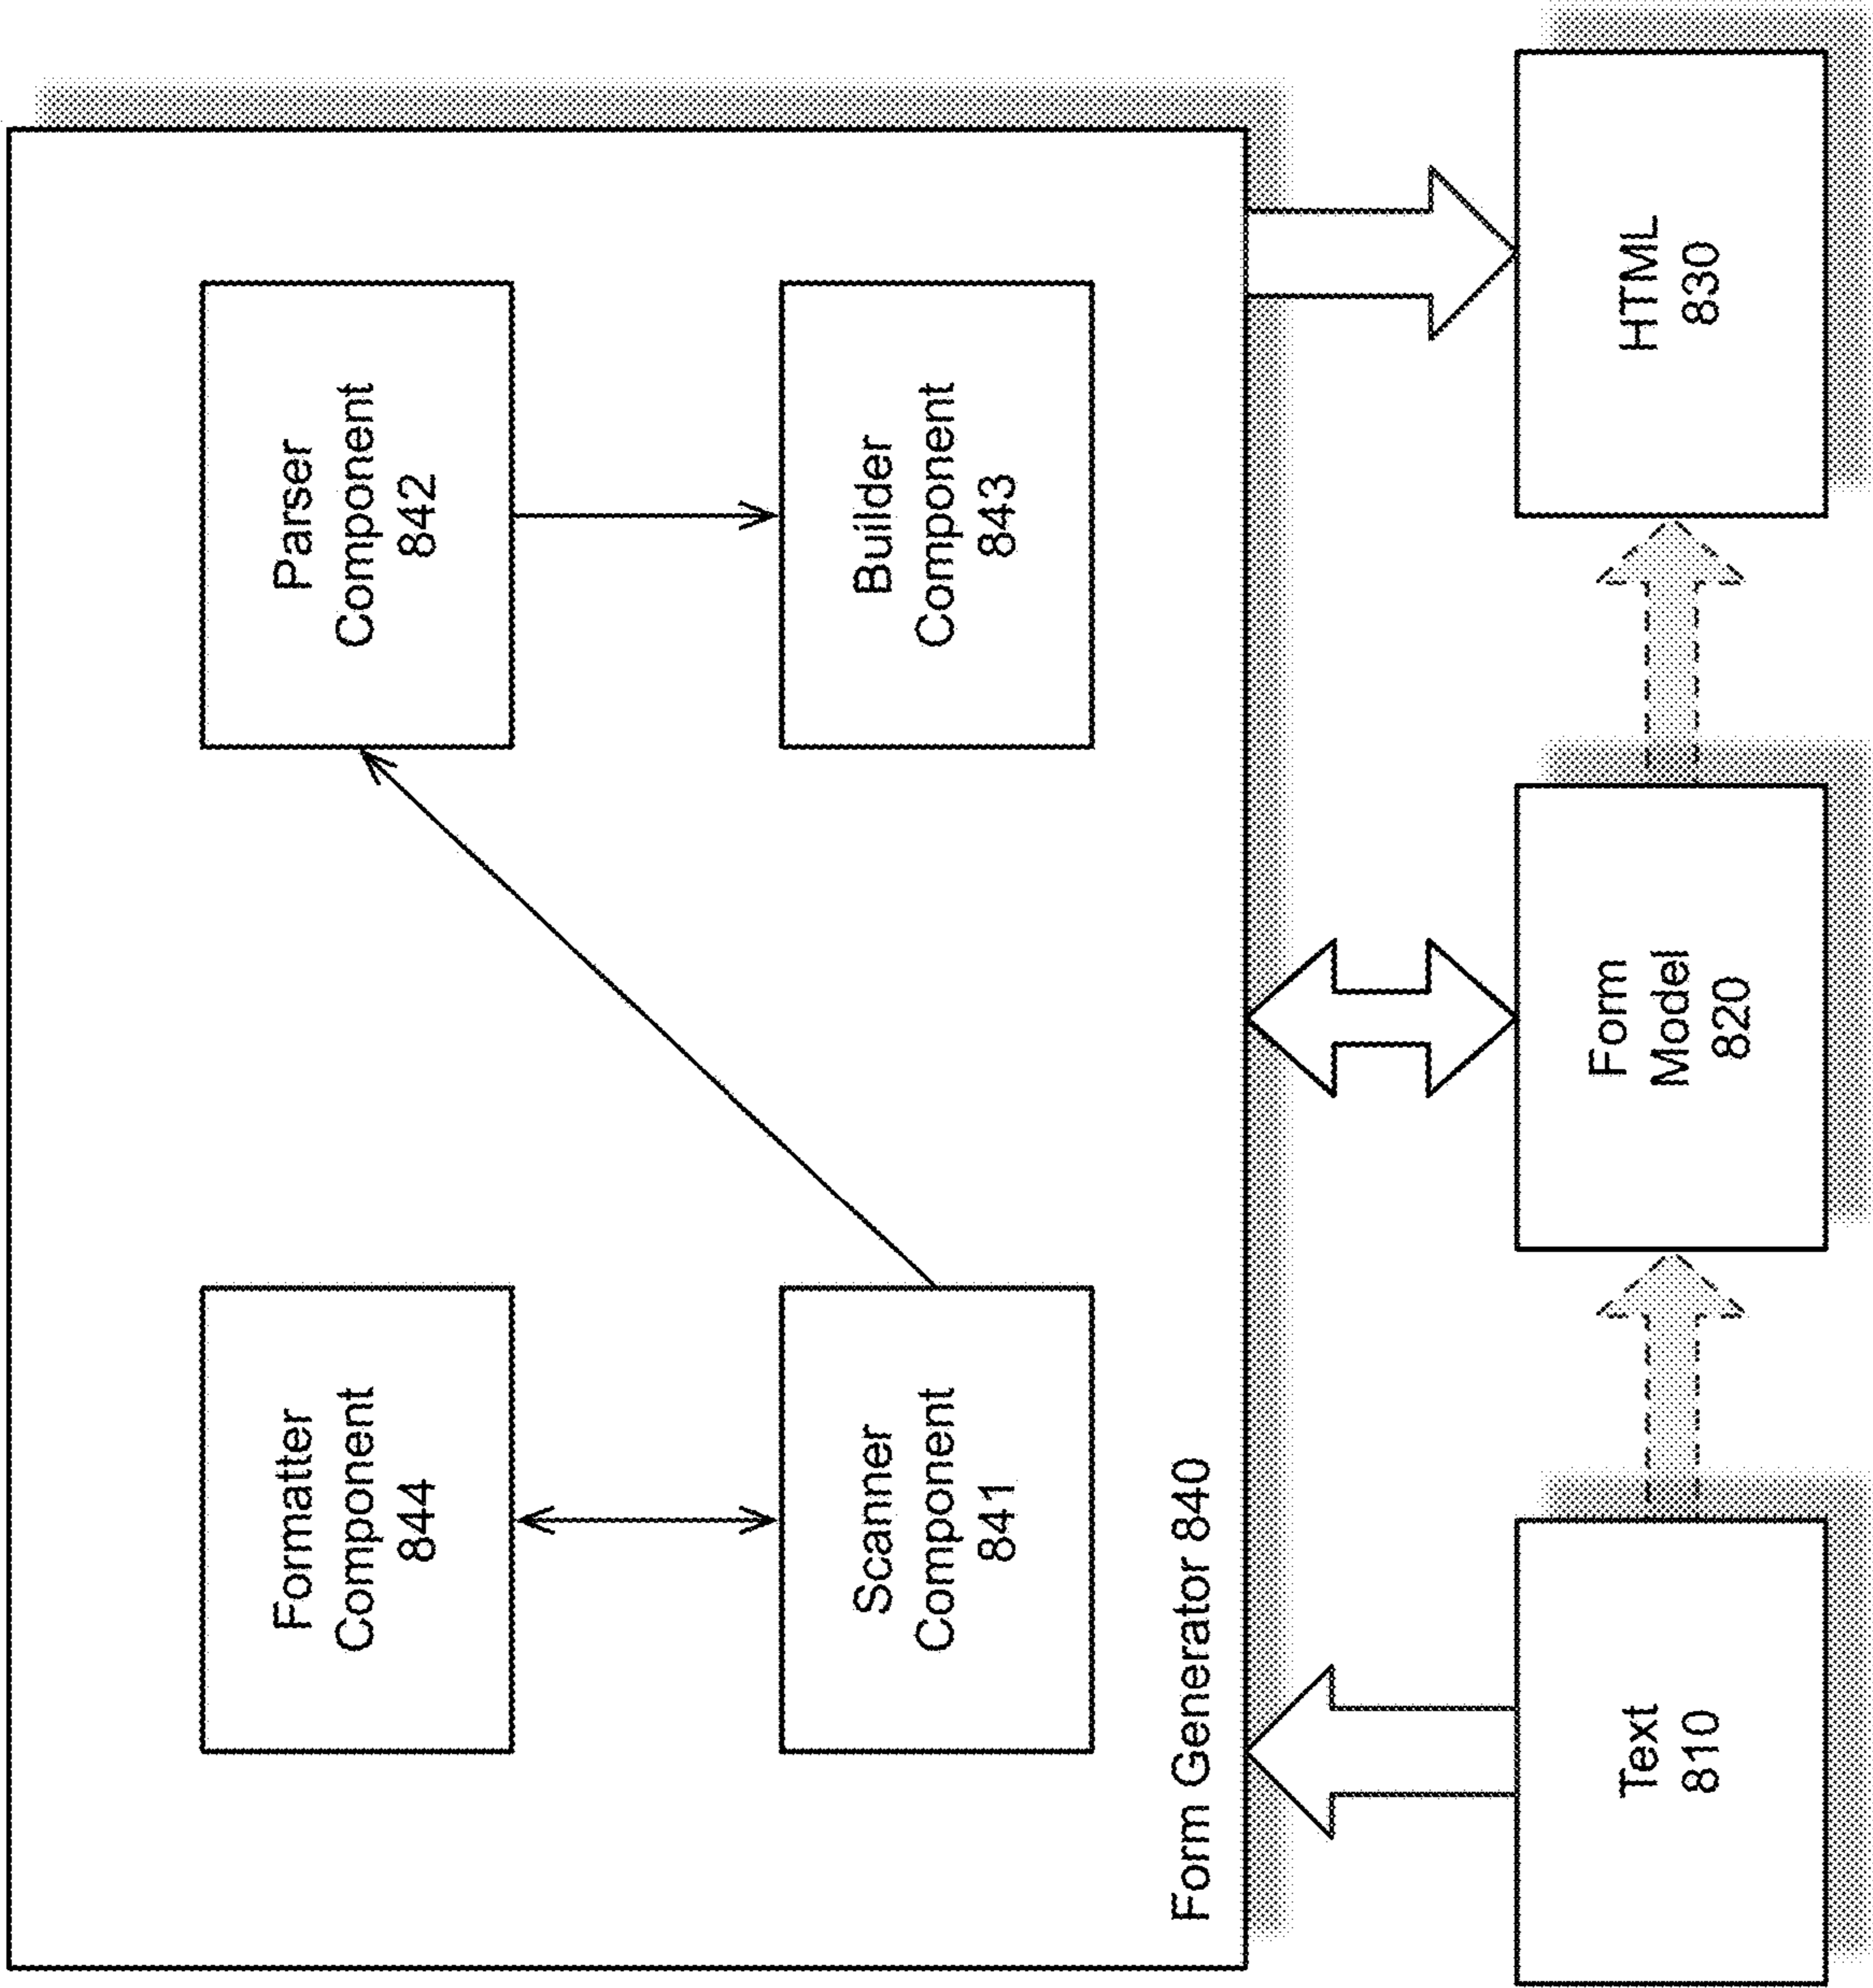 Formatter
Component
844
Parser
Component
842
Scanner
Component
841
Builder
Component
843
Form Generator 840
Text
810
Form
Model
820
HTML
830